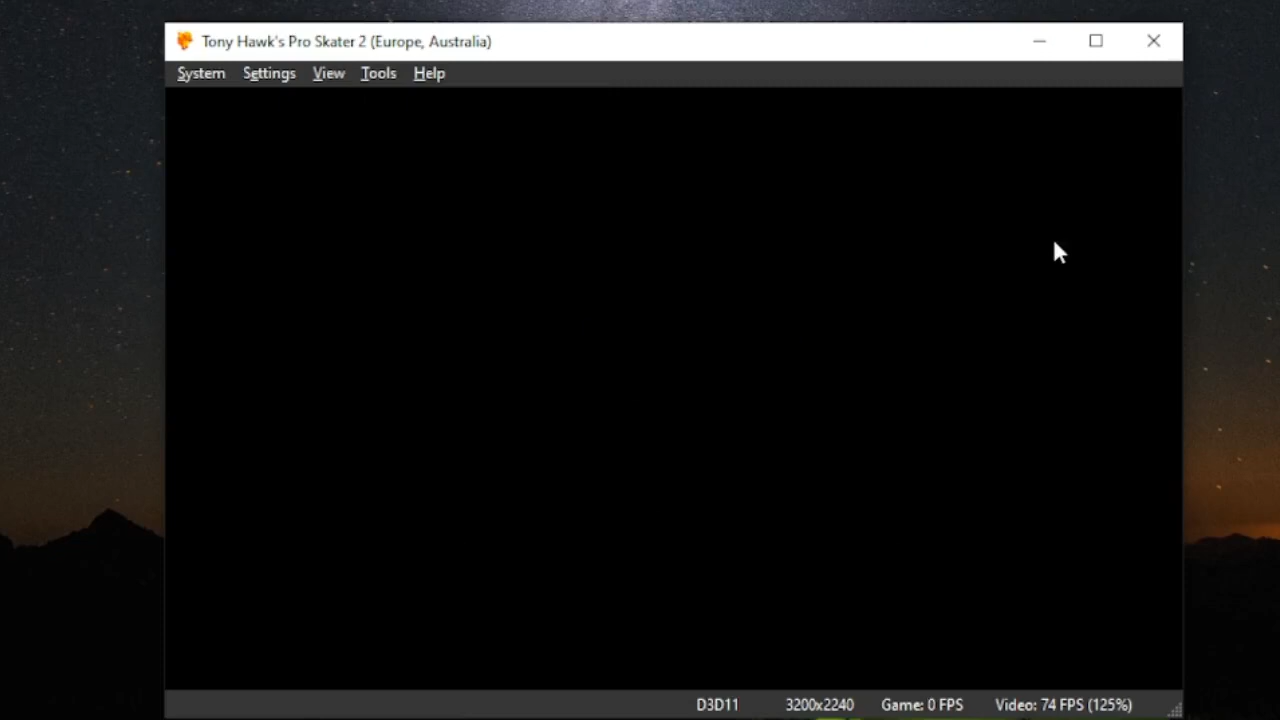 Tony Hawk's Pro Skater 2 (Europe, Australia)
System Settings View Tools Help
D3D11 3200x2240 Game: 0 FPS Video: 74 FPS (125%)